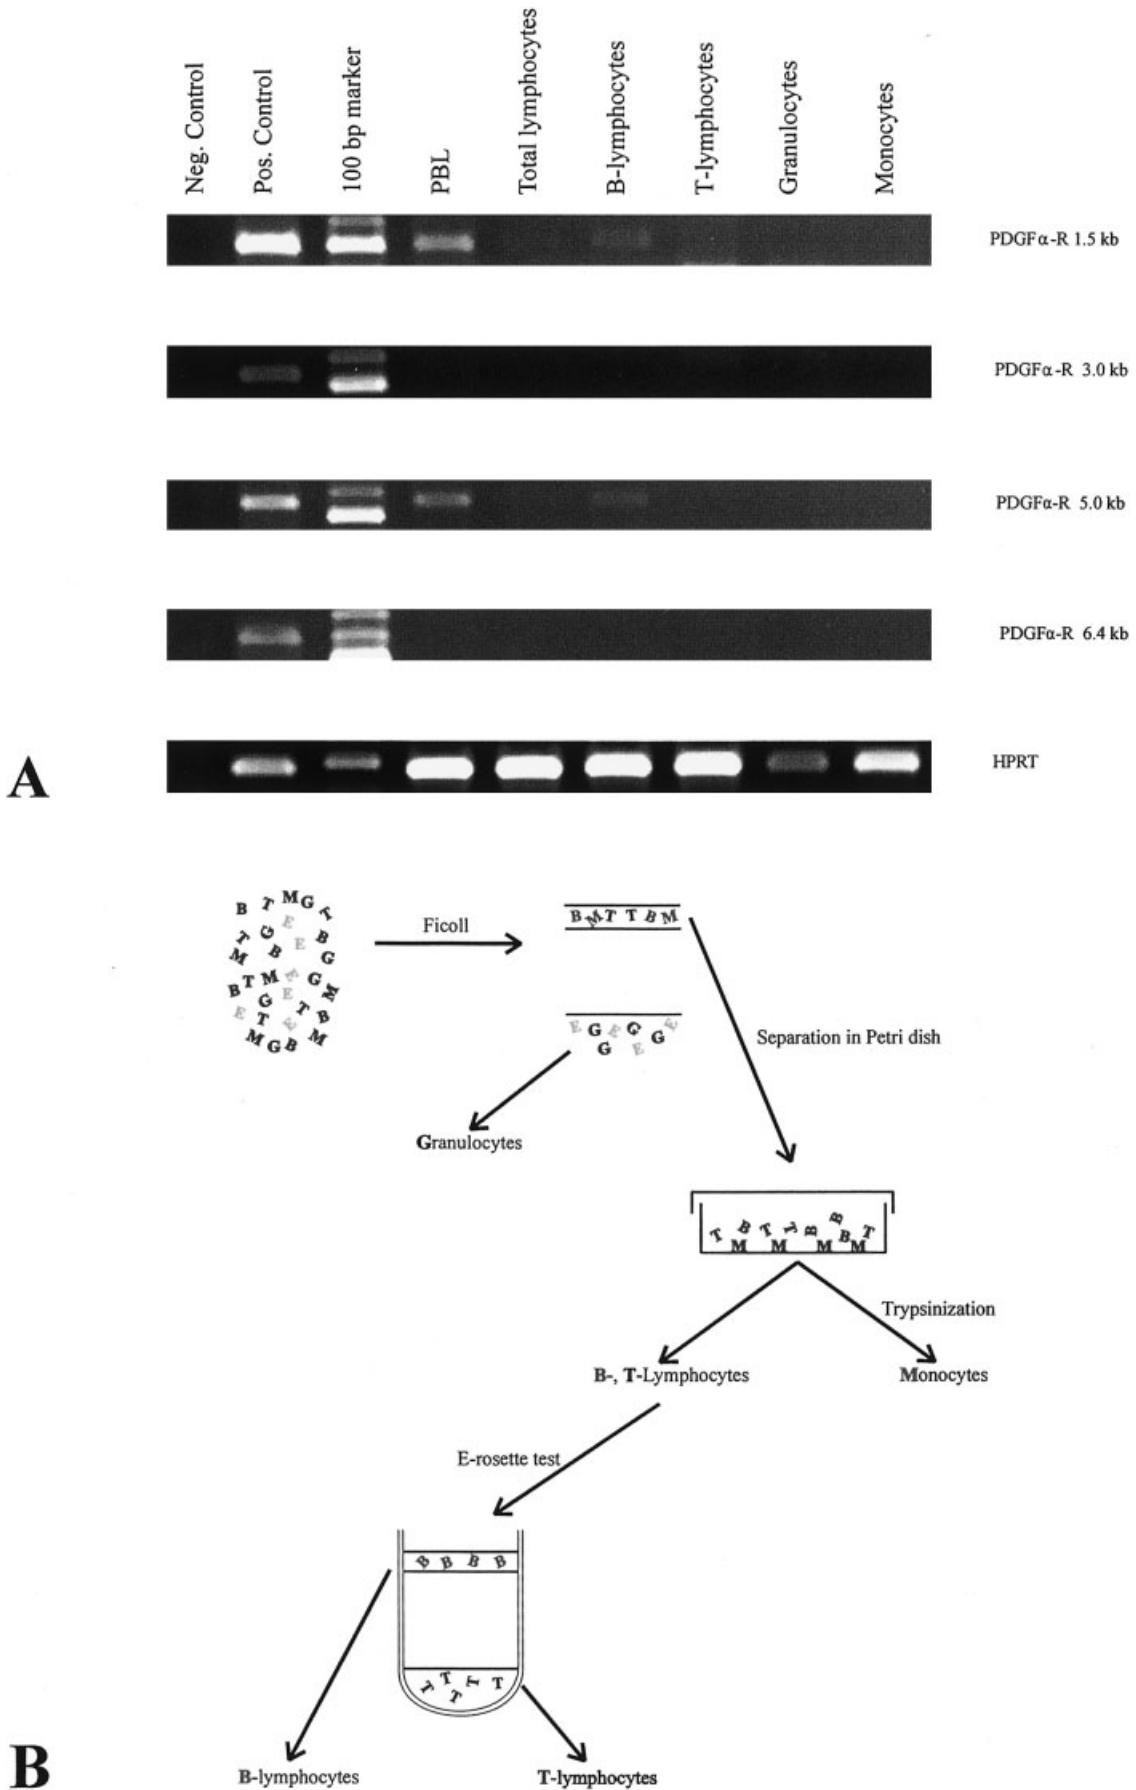 Neg. Control
Pos. Control
100 bp marker
PBL
Total lymphocytes
B-lymphocytes
T-lymphocytes
Granulocytes
Monocytes
PDGFα-R 1.5 kb
PDGFα-R 3.0 kb
PDGFα-R 5.0 kb
PDGFα-R 6.4 kb
HPRT
A
B T M G T
T G E B
M B E G
B T M E G M
E G E T B
T E
M G B M
Ficoll
B M T T B M
E G E G G E
G E
Granulocytes
Separation in Petri dish
T B T T B B B T
M M M M
Trypsinization
B-, T-Lymphocytes
Monocytes
E-rosette test
B B B B
T T T T
T
B
B-lymphocytes
T-lymphocytes